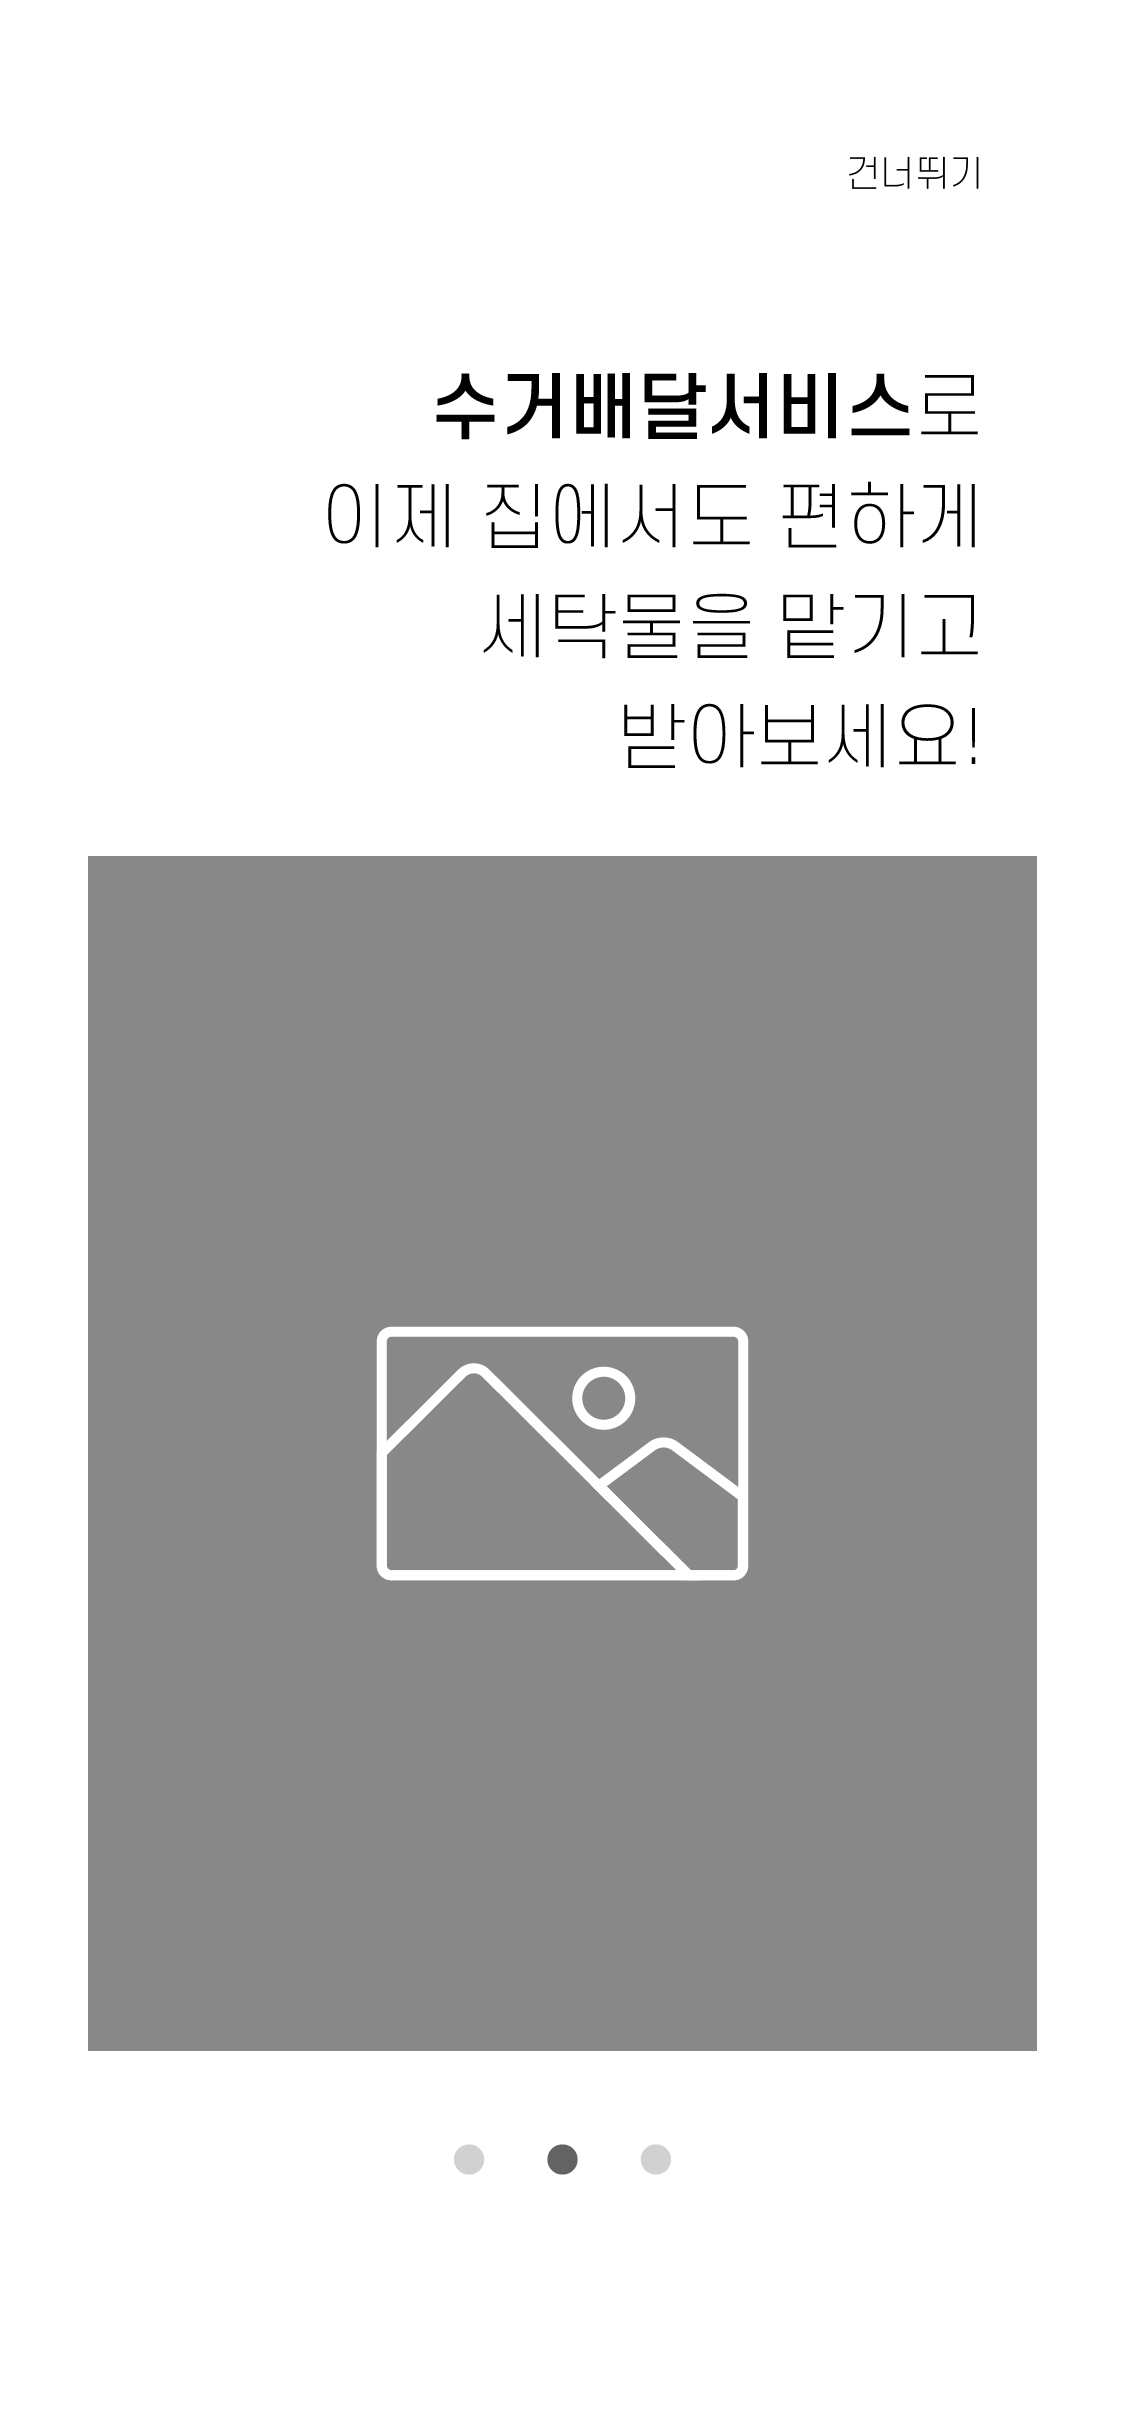 건너뛰기
수거배달서비스로
이제 집에서도 편하게
세탁물을 맡기고
받아보세요!